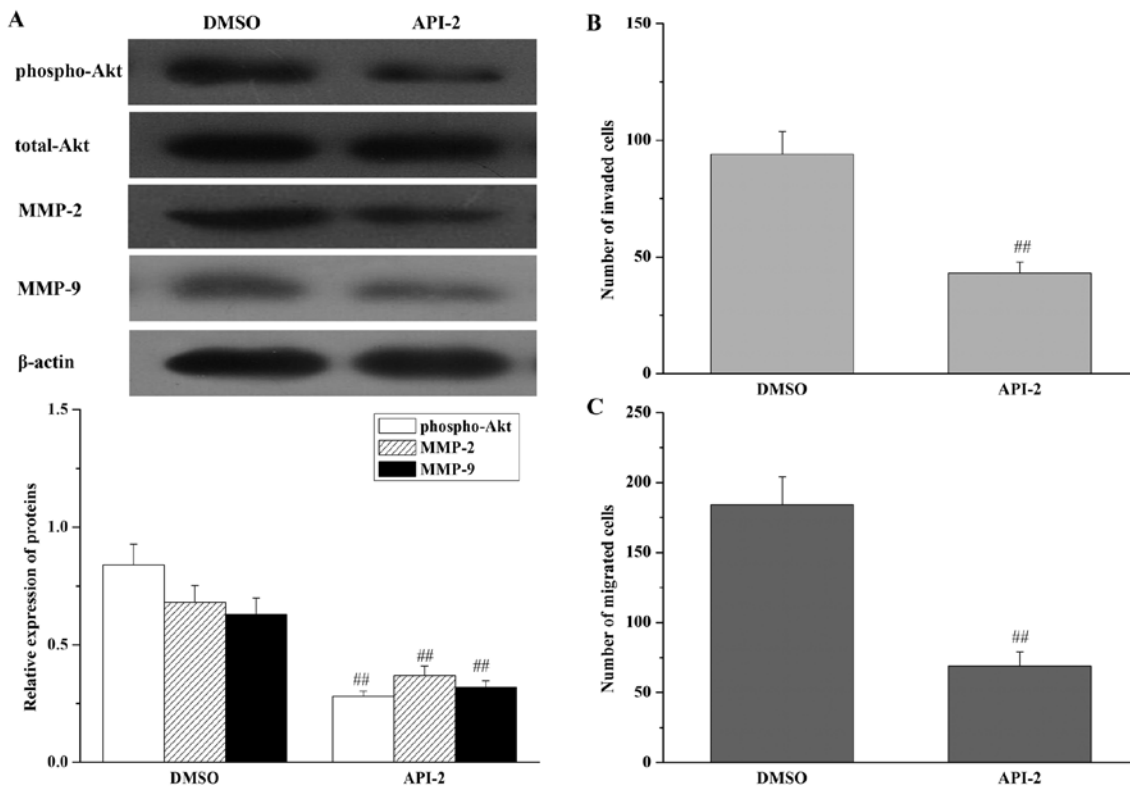 A
DMSO API-2
phospho-Akt
total-Akt
MMP-2
MMP-9
β-actin
1.5
phospho-Akt
MMP-2
MMP-9
1.0
Relative expression of proteins
0.5
##
##
##
0.0
DMSO API-2
B
150
100
Number of invaded cells
50
##
0
DMSO API-2
C
250
200
150
Number of migrated cells
100
##
50
0
DMSO API-2